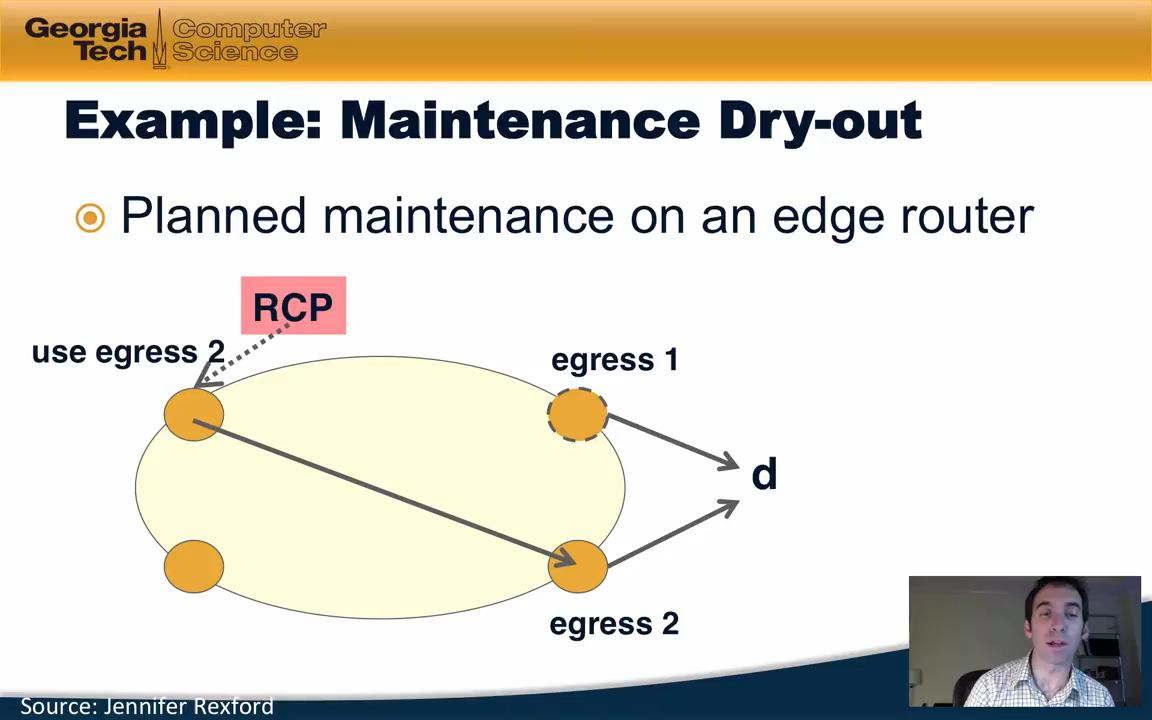 Georgia Tech
Computer Science
Example: Maintenance Dry-out
Planned maintenance on an edge router
RCP
use egress 2
egress 1
d
egress 2
Source: Jennifer Rexford